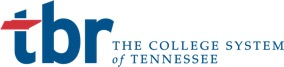 tbr
THE COLLEGE SYSTEM
of TENNESSEE